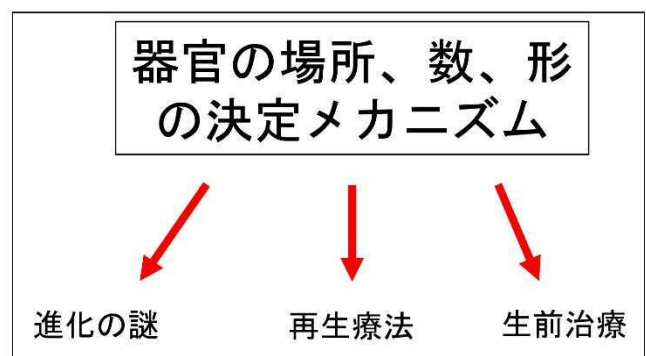 器官の場所、数、形
の決定メカニズム
進化の謎
再生療法
生前治療